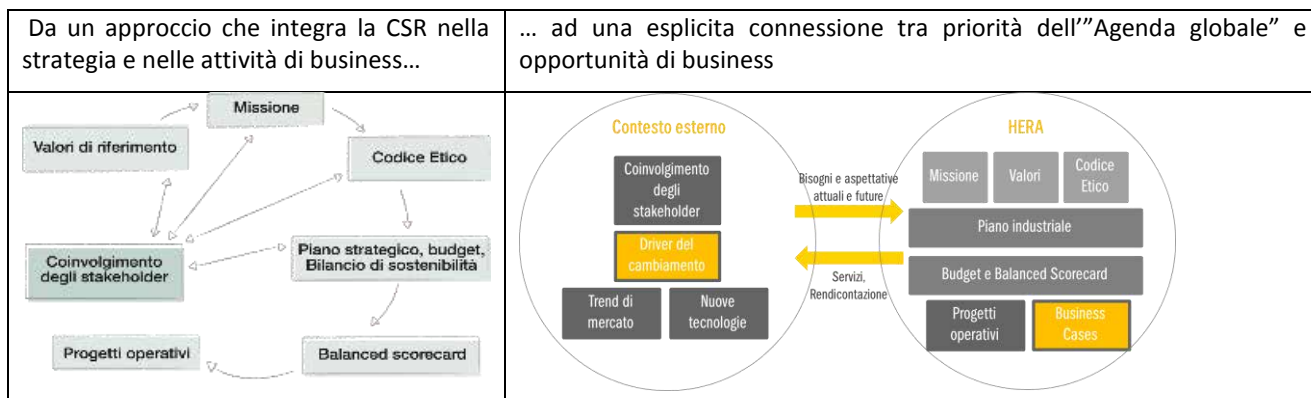 Da un approccio che integra la CSR nella
strategia e nelle attività di business…
… ad una esplicita connessione tra priorità dell’”Agenda globale” e
opportunità di business
Missione
Valori di riferimento
Codice Etico
Coinvolgimento
degli stakeholder
Piano strategico, budget,
Bilancio di sostenibilità
Progetti operativi
Balanced scorecard
Contesto esterno
Coinvolgimento
degli
stakeholder
Driver del
cambiamento
Trend di
mercato
Nuove
tecnologie
Bisogni e aspettative
attuali e future
Servizi,
Rendicontazione
HERA
Missione
Valori
Codice
Etico
Piano industriale
Budget e Balanced Scorecard
Progetti
operativi
Business
Cases